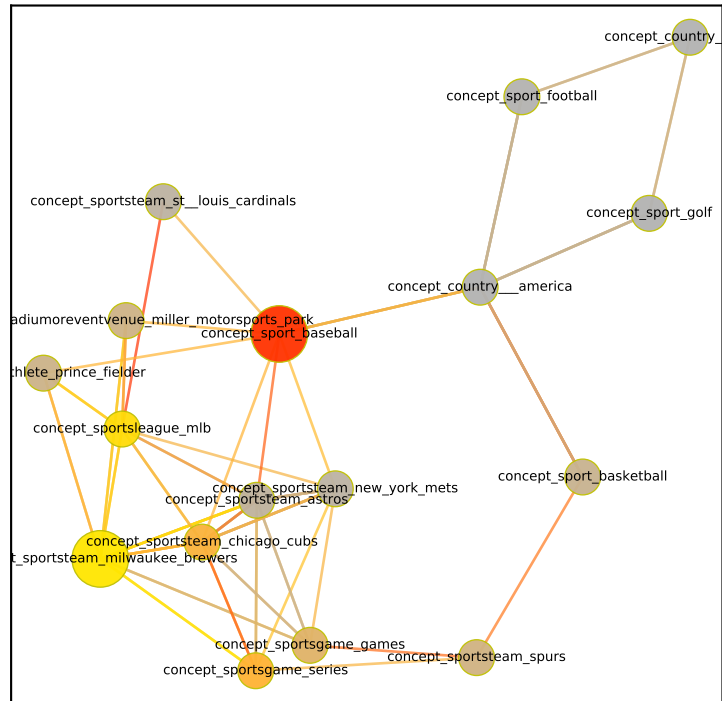 concept_country_
concept_sport_football
concept_sportsteam_st__louis_cardinals
concept_sport_golf
concept_country___america
adiumoreventvenue_miller_motorsports_park
concept_sport_baseball
thlete_prince_fielder
concept_sportsleague_mlb
concept_sport_basketball
concept_sportsteam_new_york_mets
concept_sportsteam_astros
concept_sportsteam_chicago_cubs
t_sportsteam_milwaukee_brewers
concept_sportsgame_games
concept_sportsteam_spurs
concept_sportsgame_series